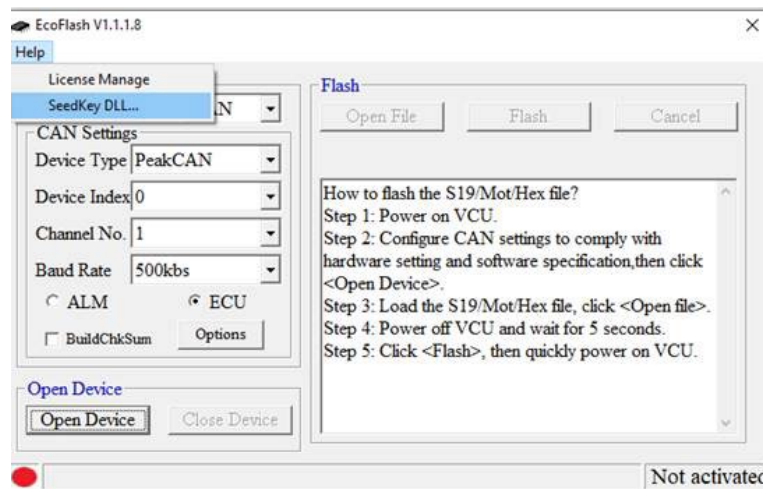 EcoFlash V1.1.1.8
Help
License Manage
SeedKey DLL...
AN
CAN Settings
Device Type PeakCAN
Device Index 0
Channel No. 1
Baud Rate 500kbs
ALM ECU
BuildChkSum Options
Open Device
Open Device Close Device
Flash
Open File Flash Cancel
How to flash the S19/Mot/Hex file?
Step 1: Power on VCU.
Step 2: Configure CAN settings to comply with
hardware setting and software specification,then click
<Open Device>.
Step 3: Load the S19/Mot/Hex file, click <Open file>.
Step 4: Power off VCU and wait for 5 seconds.
Step 5: Click <Flash>, then quickly power on VCU.
Not activated